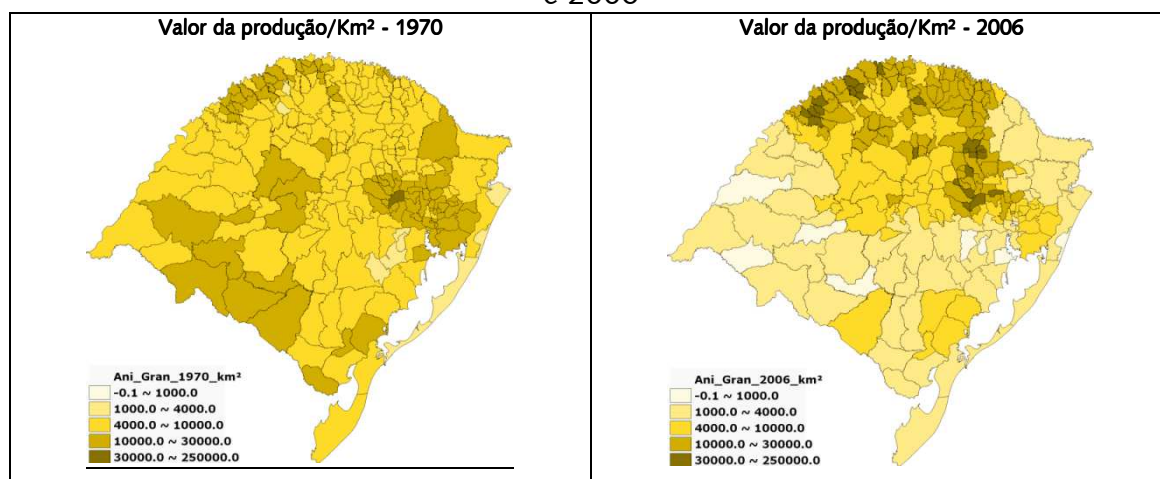 e 2006
Valor da produção/Km² - 1970
Ani_Gran_1970_km²
-0.1 ~ 1000.0
1000.0 ~ 4000.0
4000.0 ~ 10000.0
10000.0 ~ 30000.0
30000.0 ~ 250000.0
Valor da produção/Km² - 2006
Ani_Gran_2006_km²
-0.1 ~ 1000.0
1000.0 ~ 4000.0
4000.0 ~ 10000.0
10000.0 ~ 30000.0
30000.0 ~ 250000.0